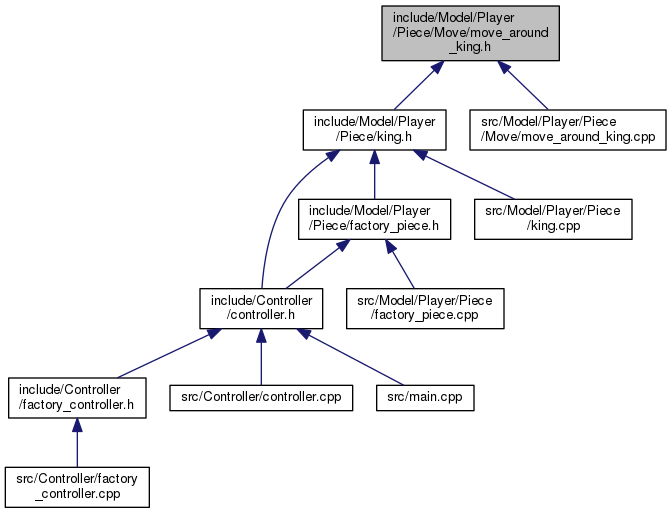 include/Model/Player
/Piece/Move/move_around
_king.h
include/Model/Player
/Piece/king.h
src/Model/Player/Piece
/Move/move_around_king.cpp
include/Model/Player
/Piece/factory_piece.h
src/Model/Player/Piece
/king.cpp
include/Controller
/controller.h
src/Model/Player/Piece
/factory_piece.cpp
include/Controller
/factory_controller.h
src/Controller/controller.cpp
src/main.cpp
src/Controller/factory
_controller.cpp